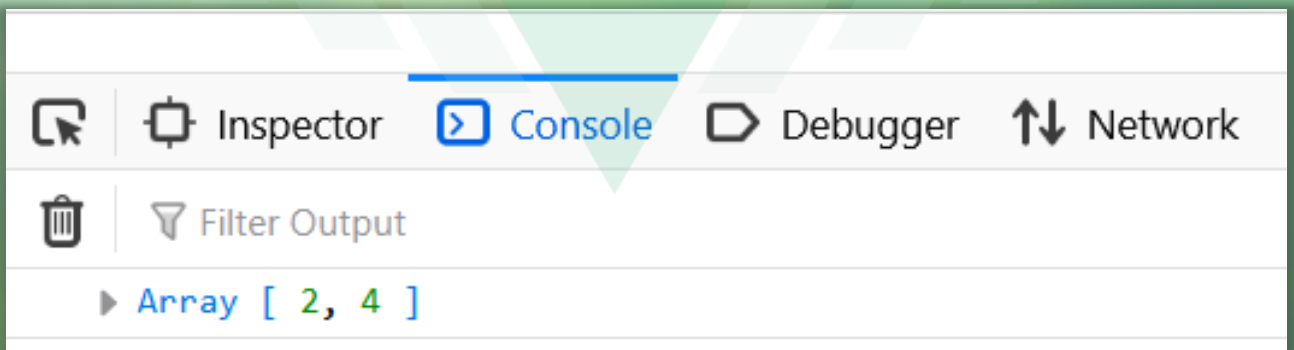 Inspector Console Debugger Network
Filter Output
Array [ 2, 4 ]